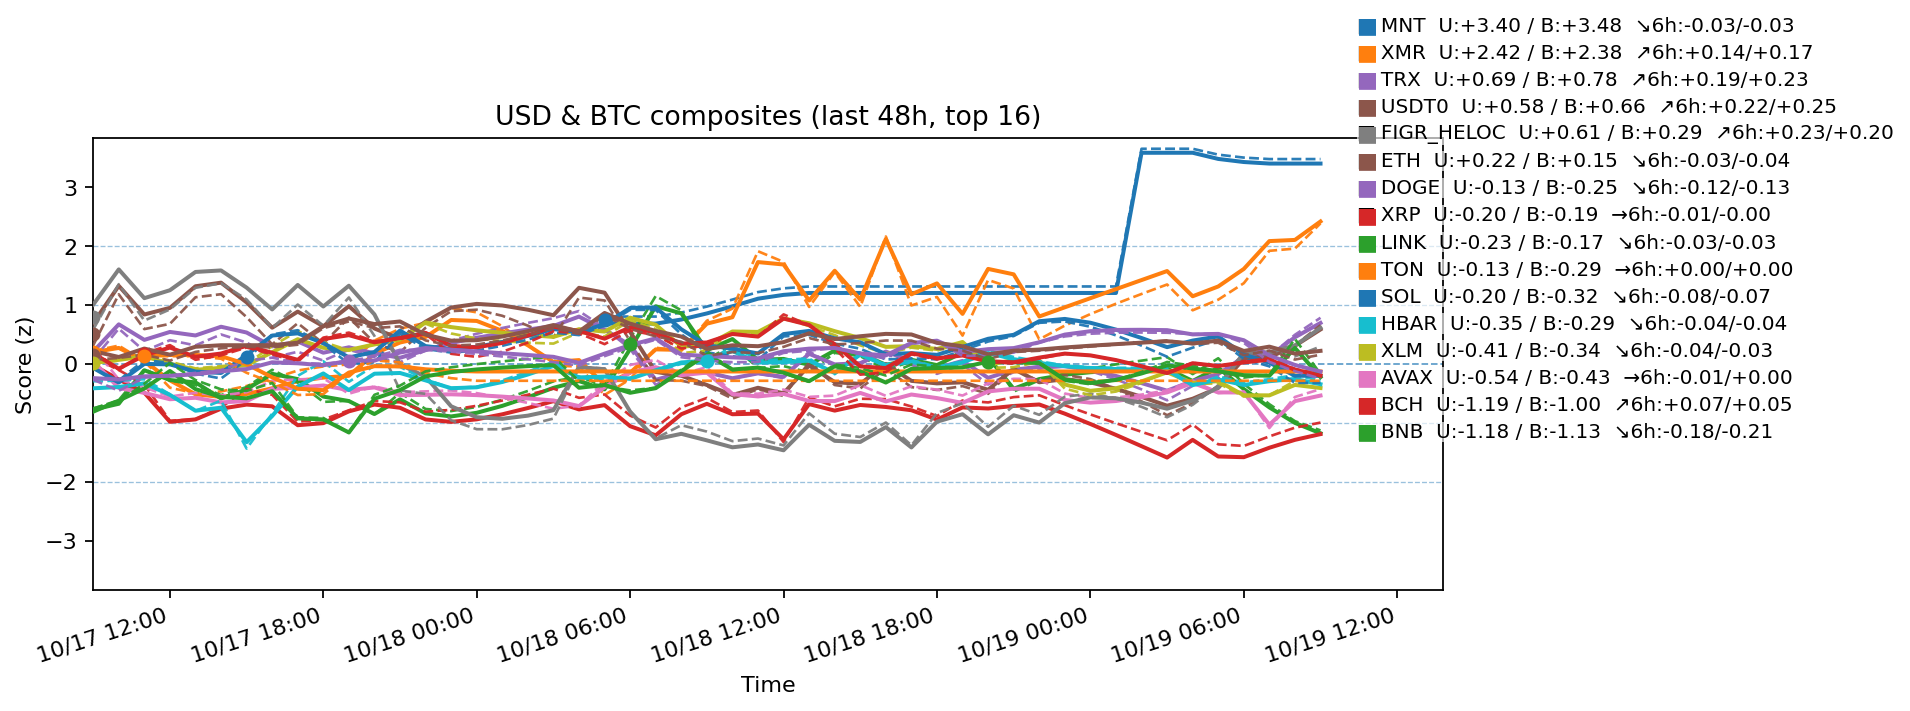 MNT  U:+3.40 / B:+3.48  ↘6h:-0.03/-0.03
XMR  U:+2.42 / B:+2.38  ↗6h:+0.14/+0.17
TRX  U:+0.69 / B:+0.78  ↗6h:+0.19/+0.23
USDT0  U:+0.58 / B:+0.66  ↗6h:+0.22/+0.25
FIGR_HELOC  U:+0.61 / B:+0.29  ↗6h:+0.23/+0.20
ETH  U:+0.22 / B:+0.15  ↘6h:-0.03/-0.04
DOGE  U:-0.13 / B:-0.25  ↘6h:-0.12/-0.13
XRP  U:-0.20 / B:-0.19  →6h:-0.01/-0.00
LINK  U:-0.23 / B:-0.17  ↘6h:-0.03/-0.03
TON  U:-0.13 / B:-0.29  →6h:+0.00/+0.00
SOL  U:-0.20 / B:-0.32  ↘6h:-0.08/-0.07
HBAR  U:-0.35 / B:-0.29  ↘6h:-0.04/-0.04
XLM  U:-0.41 / B:-0.34  ↘6h:-0.04/-0.03
AVAX  U:-0.54 / B:-0.43  →6h:-0.01/+0.00
BCH  U:-1.19 / B:-1.00  ↗6h:+0.07/+0.05
BNB  U:-1.18 / B:-1.13  ↘6h:-0.18/-0.21
USD & BTC composites (last 48h, top 16)
Score (z)
3
2
1
0
−1
−2
−3
10/17 12:00
10/17 18:00
10/18 00:00
10/18 06:00
10/18 12:00
10/18 18:00
10/19 00:00
10/19 06:00
10/19 12:00
Time